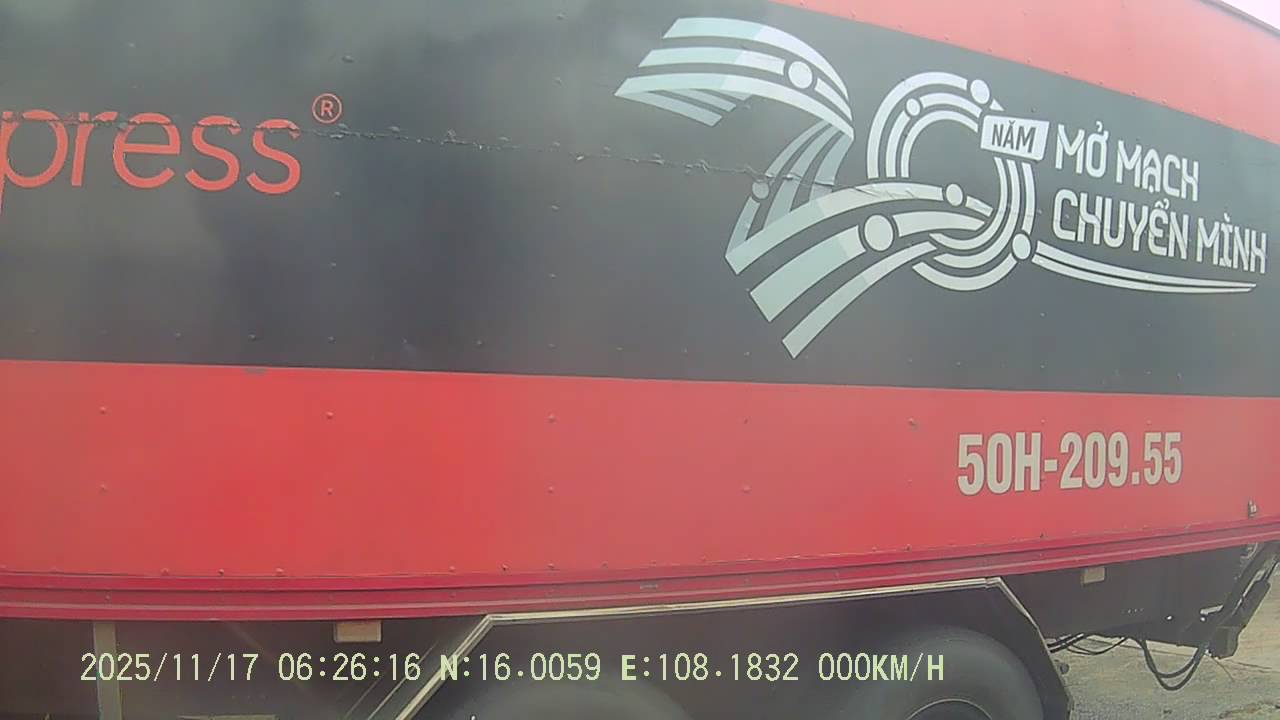 press®
20 NĂM
MỞ MẠCH
CHUYỂN MÌNH
50H-209.55
2025/11/17 06:26:16 N:16.0059 E:108.1832 000KM/H